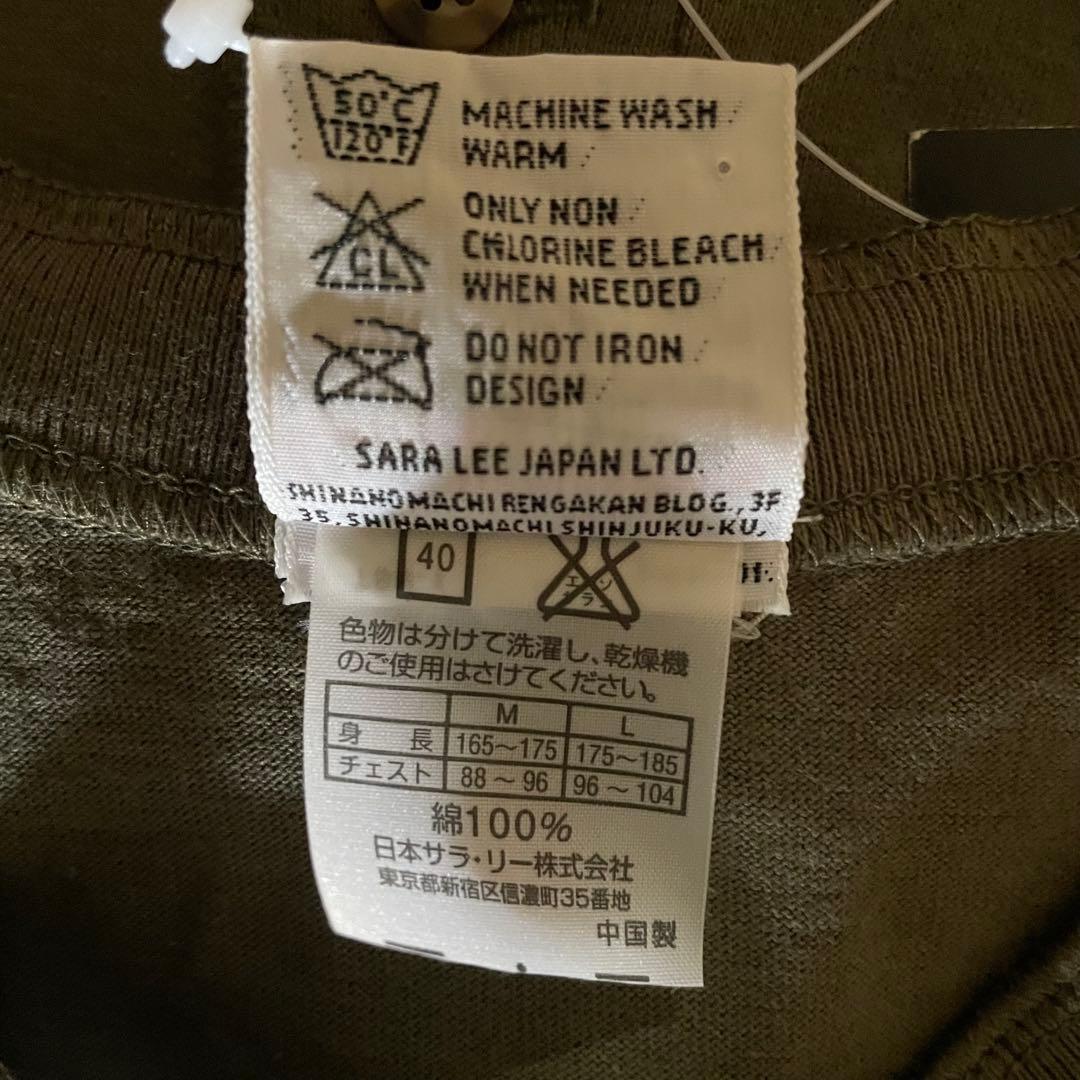 50°C
120°F
MACHINE WASH
WARM
CL
ONLY NON
CHLORINE BLEACH
WHEN NEEDED
DO NOT IRON
DESIGN
SARA LEE JAPAN LTD.
SHINANOMACHI RENGAKAN BLOG., 3F
35, SHINANOMACHI SHINJUKU-KU,
40
色物は分けて洗濯し、乾燥機
のご使用はさけてください。
M L
身長 165～175 175～185
チェスト 88～96 96～104
綿100%
日本サラ・リー株式会社
東京都新宿区信濃町35番地
中国製